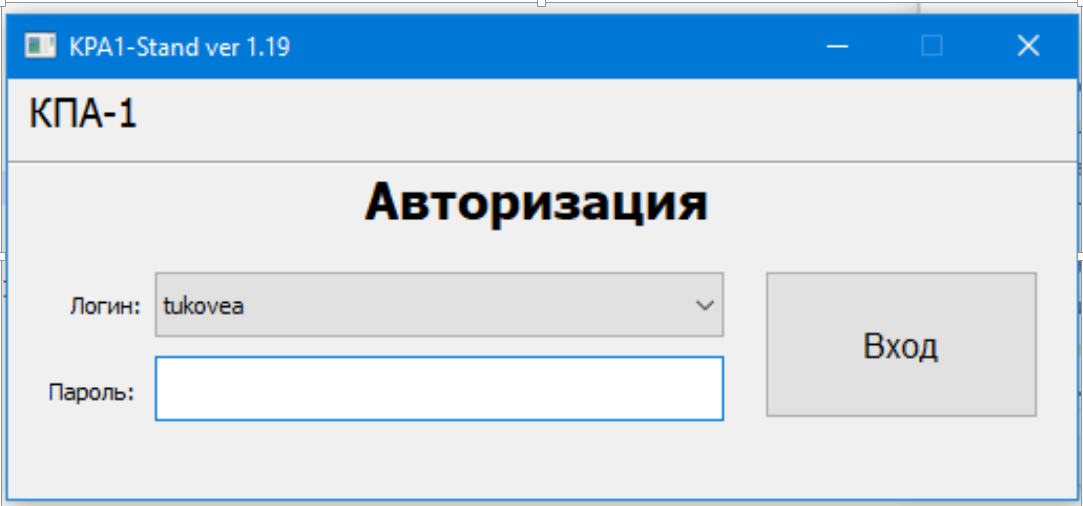 KPA1-Stand ver 1.19
КПА-1
Авторизация
Логин: tukovea
Вход
Пароль: